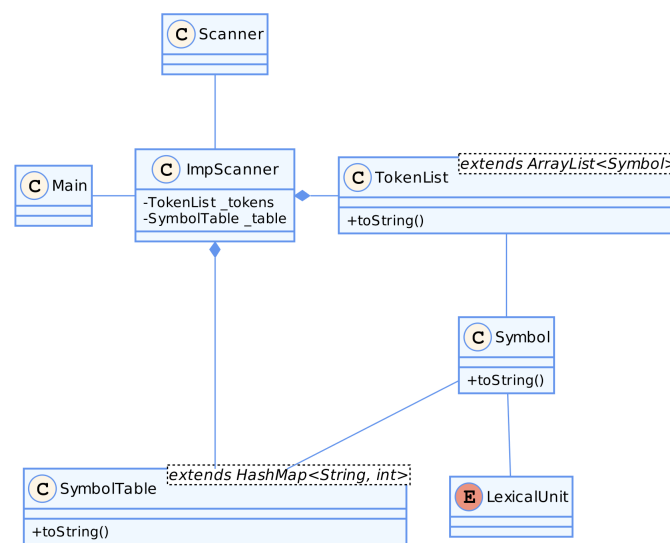 C Scanner
C ImpScanner
-TokenList _tokens
-SymbolTable _table
C Main
extends ArrayList<Symbol>
C TokenList
+toString()
C Symbol
+toString()
extends HashMap<String, int>
C SymbolTable
+toString()
E LexicalUnit